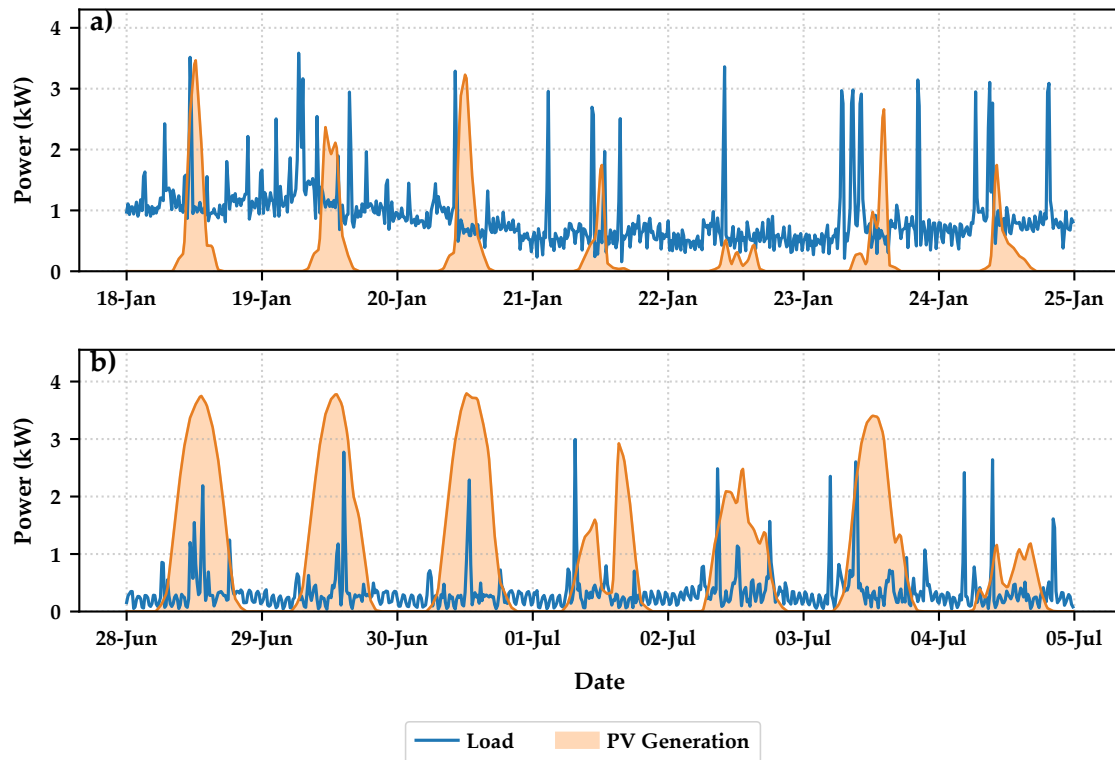 a)
Power (kW)
4
3
2
1
0
18-Jan 19-Jan 20-Jan 21-Jan 22-Jan 23-Jan 24-Jan 25-Jan
b)
Power (kW)
4
3
2
1
0
28-Jun 29-Jun 30-Jun 01-Jul 02-Jul 03-Jul 04-Jul 05-Jul
Date
Load PV Generation